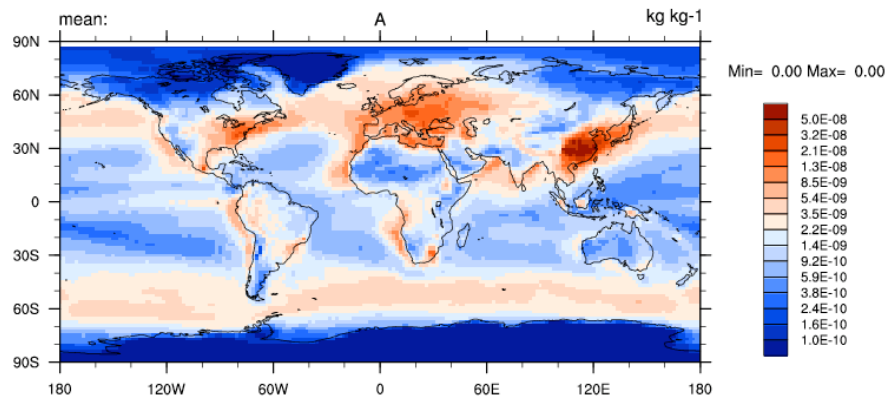 mean: A kg kg-1
Min= 0.00 Max= 0.00
90N
60N
30N
0
30S
60S
90S
180 120W 60W 0 60E 120E 180
5.0E-08
3.2E-08
2.1E-08
1.3E-08
8.5E-09
5.4E-09
3.5E-09
2.2E-09
1.4E-09
9.2E-10
5.9E-10
3.8E-10
2.4E-10
1.6E-10
1.0E-10